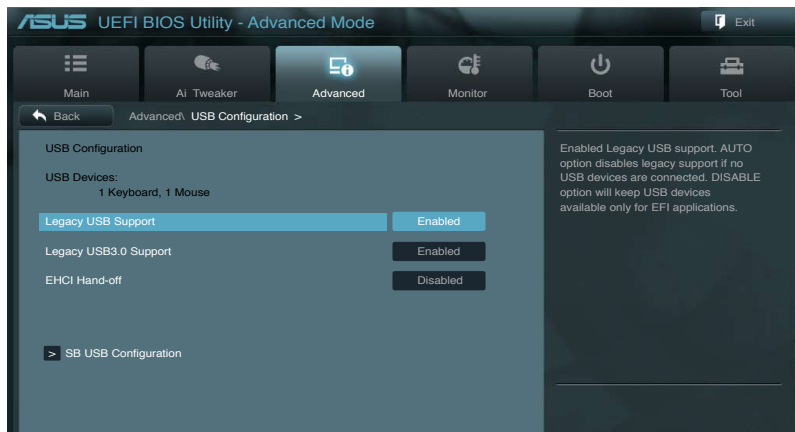 ASUS UEFI BIOS Utility - Advanced Mode
Exit
Main
Ai Tweaker
Advanced
Monitor
Boot
Tool
Back
Advanced\ USB Configuration >
USB Configuration
USB Devices:
1 Keyboard, 1 Mouse
Legacy USB Support Enabled
Legacy USB3.0 Support Enabled
EHCI Hand-off Disabled
> SB USB Configuration
Enabled Legacy USB support. AUTO
option disables legacy support if no
USB devices are connected. DISABLE
option will keep USB devices
available only for EFI applications.